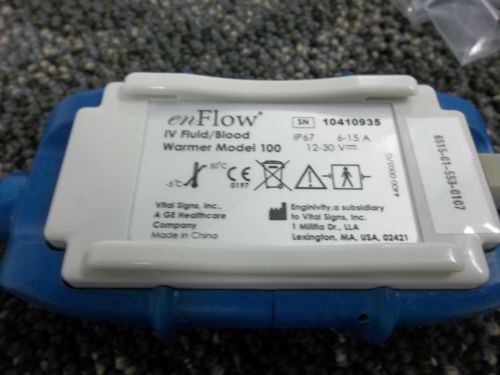 enFlow®
SN 10410935
IV Fluid/Blood
IP67 6-15 A
Warmer Model 100
12-30 V
50°C
-5°C
CE
0197
4400-0005/G
6515-01-553-0107
Vital Signs, Inc.,
A GE Healthcare
Company
Made in China
Enginivity, a subsidiary
to Vital Signs, Inc.
1 Militia Dr., LLA
Lexington, MA, USA, 02421